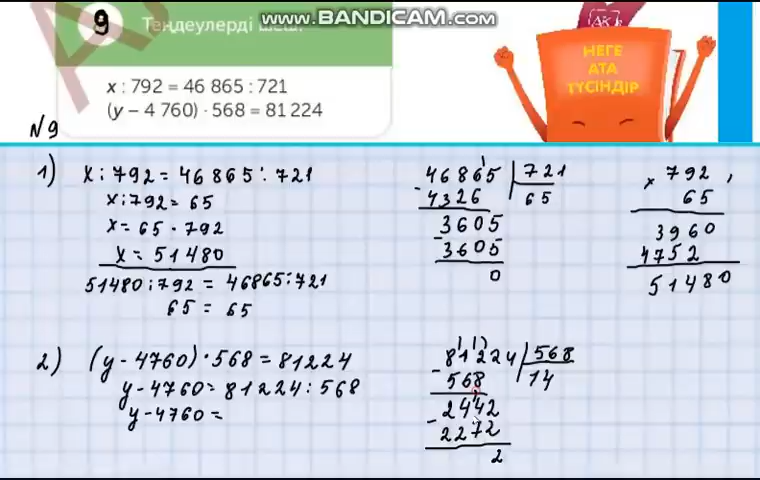 www.BANDICAM.com
9 Теңдеулерді шеш.
x : 792 = 46 865 : 721
(y – 4 760) · 568 = 81 224
НЕГЕ
АТА
ТҮСІНДІР
N9
1) x : 792 = 46865 : 721
x : 792 = 65
x = 65 · 792
x = 51480
51480 : 792 = 46865 : 721
65 = 65
46865 721
- 4326 65
3605
- 3605
0
792
x 65
3960
4752
51480
2) (y - 4760) · 568 = 81224
y - 4760 = 81224 : 568
y - 4760 =
- 81224 568
568 14
2442
- 2272
2